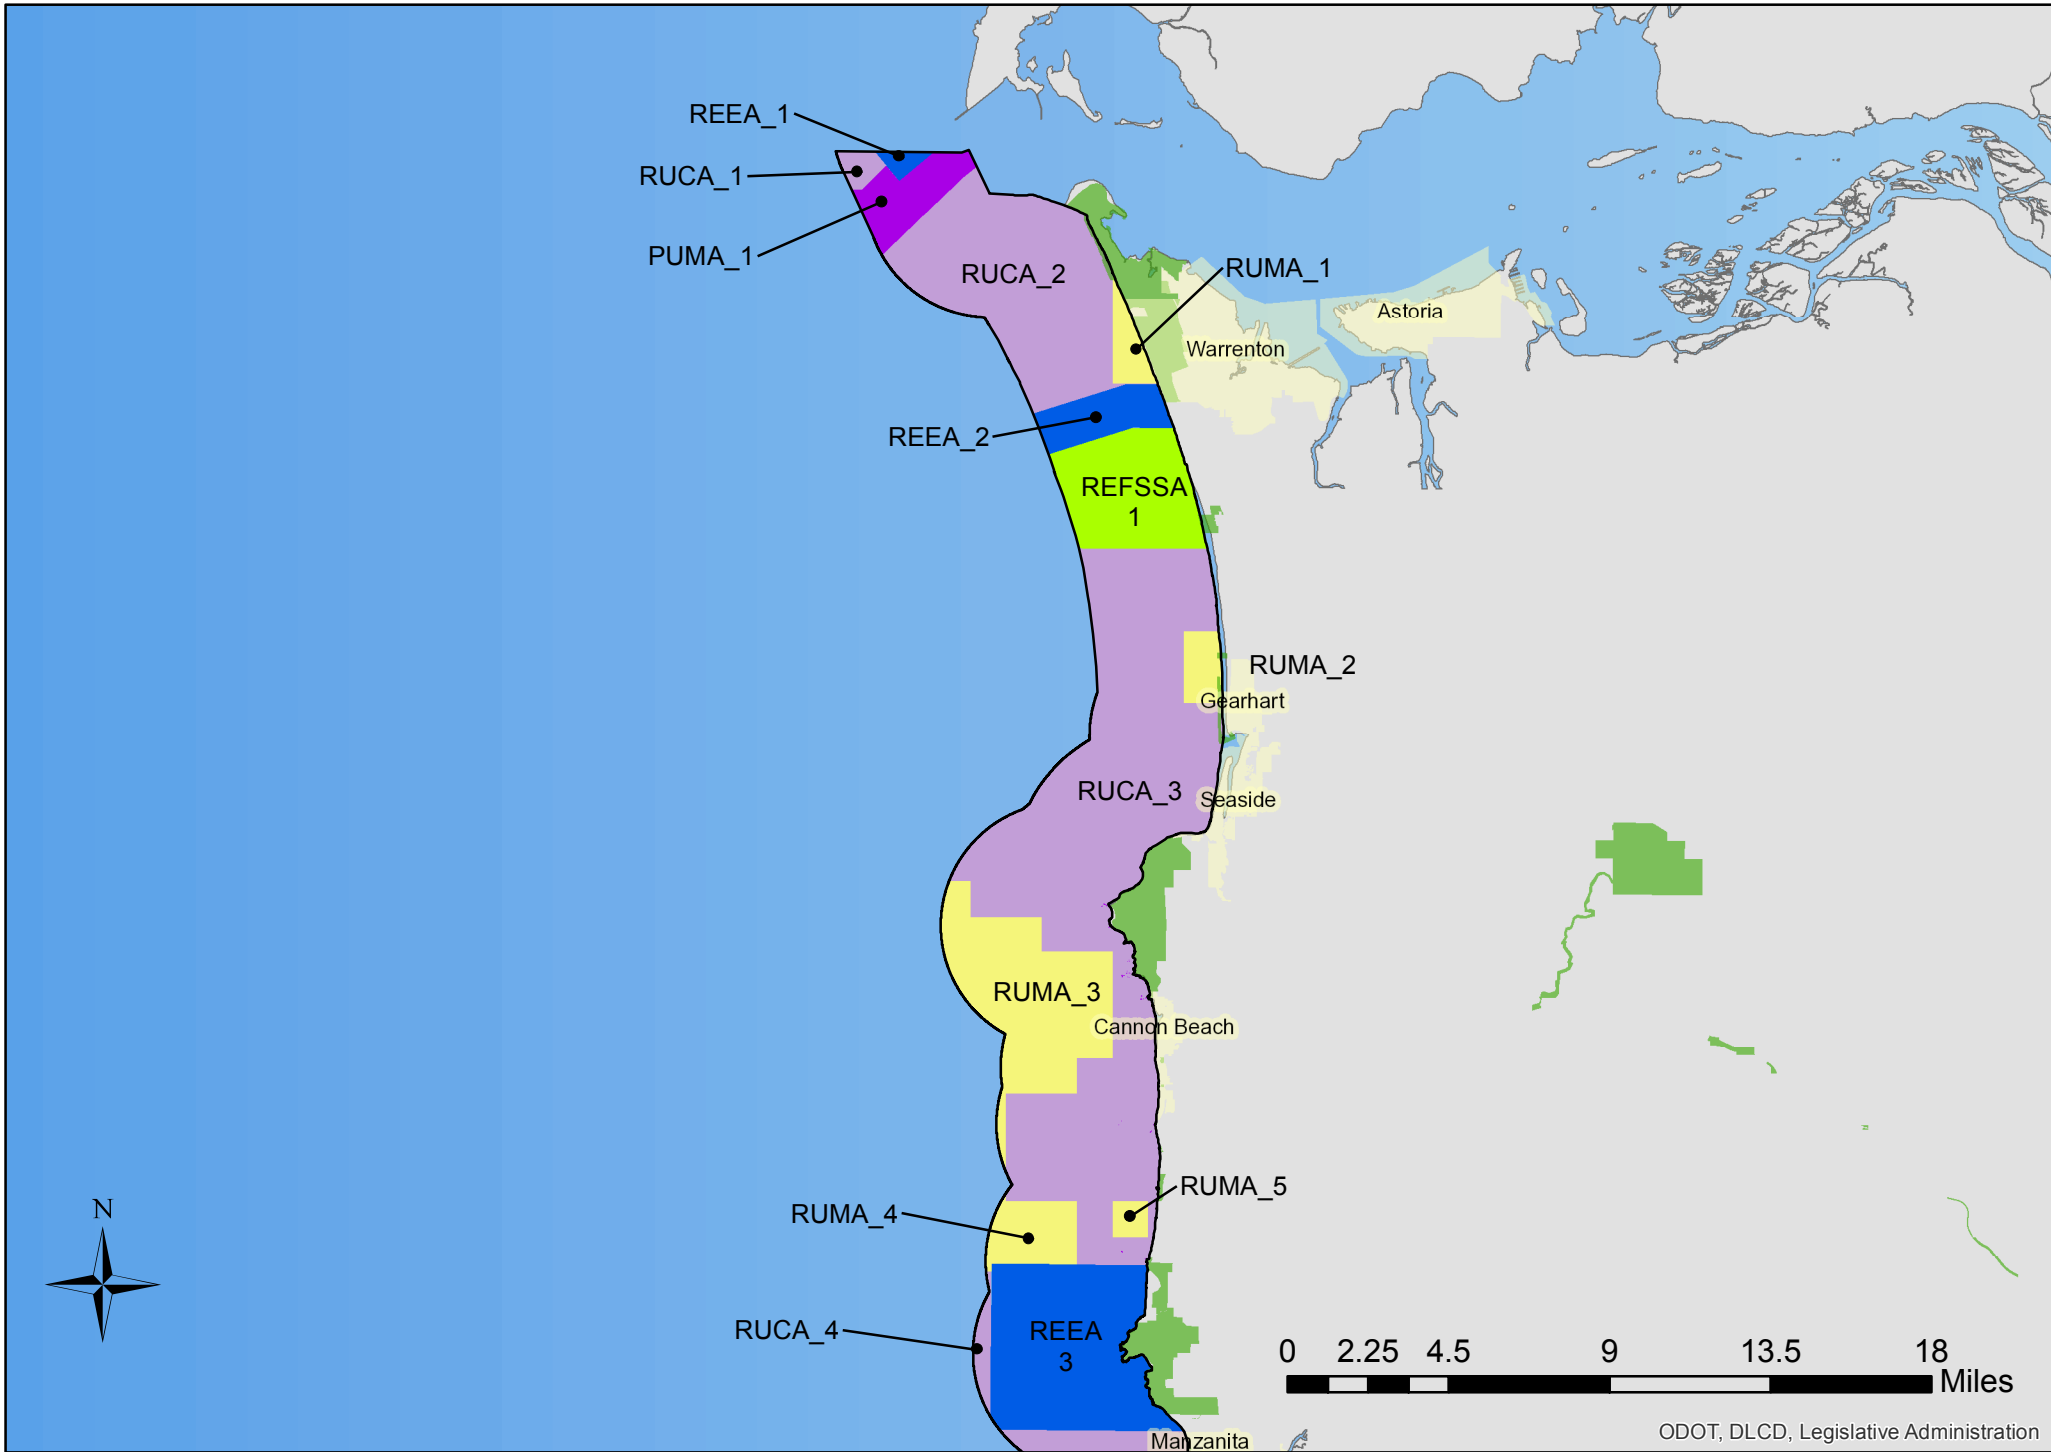 REEA_1
RUCA_1
PUMA_1
RUCA_2
RUMA_1
Astoria
Warrenton
REEA_2
REFSSA
1
RUMA_2
Gearhart
RUCA_3
Seaside
RUMA_3
Cannon Beach
RUMA_5
N
RUMA_4
RUCA_4
REEA
3
0 2.25 4.5 9 13.5 18
Miles
ODOT, DLCD, Legislative Administration
Manzanita